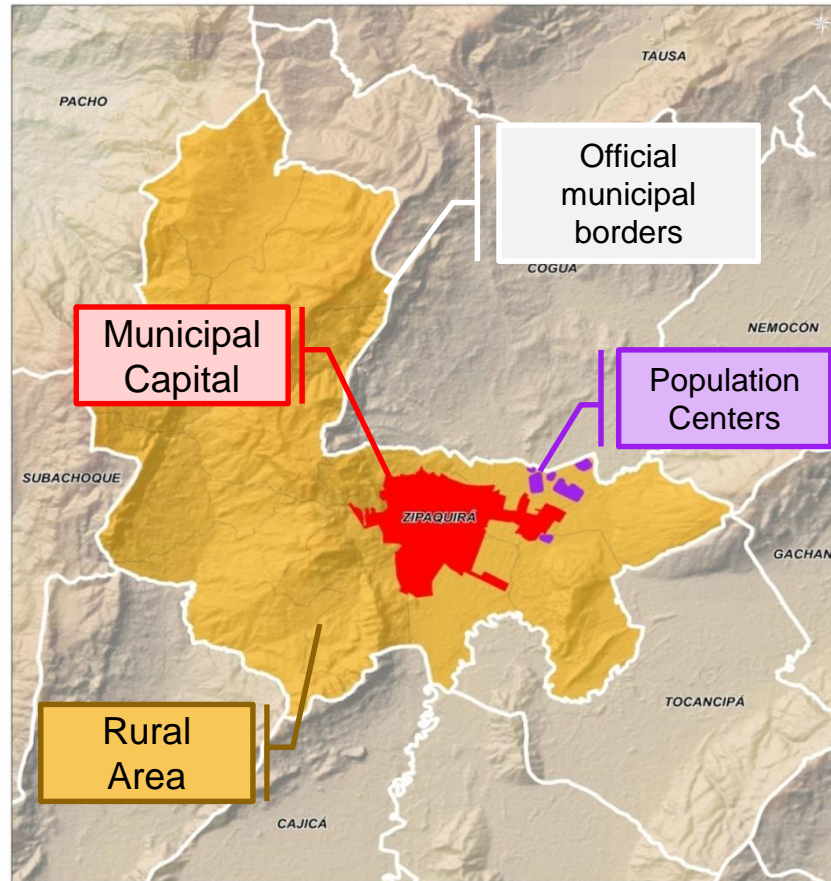 TAUSA
PACHO
Official
municipal
borders
COGUA
NEMOCÓN
Municipal
Capital
Population
Centers
SUBACHOQUE
ZIPAQUIRÁ
GACHAN
TOCANCIPÁ
Rural
Area
CAJICÁ